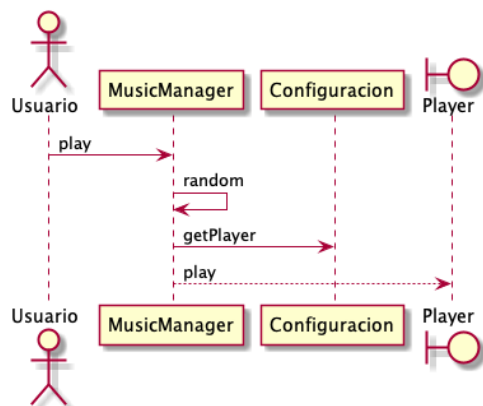 Usuario
MusicManager
Configuracion
Player
play
random
getPlayer
play
Usuario
MusicManager
Configuracion
Player